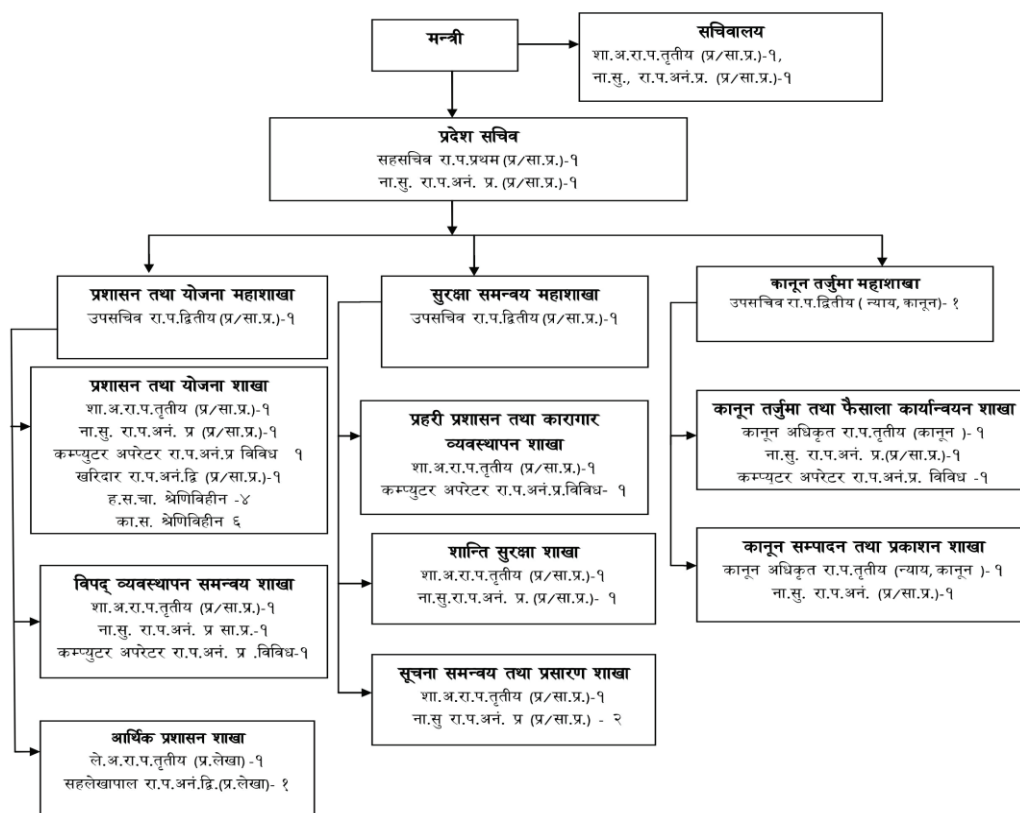 मन्त्री
सचिवालय
शा.अ.रा.प.तृतीय (प्र/सा.प्र.)-१,
ना.सु., रा.प.अनं.प्र. (प्र/सा.प्र.)-१
प्रदेश सचिव
सहसचिव रा.प.प्रथम (प्र/सा.प्र.)-१
ना.सु. रा.प.अनं. प्र. (प्र/सा.प्र.)-१
प्रशासन तथा योजना महाशाखा
उपसचिव रा.प.द्वितीय (प्र/सा.प्र.)-१
प्रशासन तथा योजना शाखा
शा.अ.रा.प.तृतीय (प्र/सा.प्र.)-१
ना.सु. रा.प.अनं. प्र (प्र/सा.प्र.)-१
कम्प्युटर अपरेटर रा.प.अनं.प्र विविध १
खरिदार रा.प.अनं.द्वि (प्र/सा.प्र.)-१
ह.स.चा. श्रेणिविहीन -४
का.स. श्रेणिविहीन ६
विपद् व्यवस्थापन समन्वय शाखा
शा.अ.रा.प.तृतीय (प्र/सा.प्र.)-१
ना.सु. रा.प.अनं. प्र सा.प्र.-१
कम्प्युटर अपरेटर रा.प.अनं. प्र .विविध-१
आर्थिक प्रशासन शाखा
ले.अ.रा.प.तृतीय (प्र.लेखा) -१
सहलेखापाल रा.प.अनं.द्वि.(प्र.लेखा)- १
सुरक्षा समन्वय महाशाखा
उपसचिव रा.प.द्वितीय (प्र/सा.प्र.)-१
प्रहरी प्रशासन तथा कारागार
व्यवस्थापन शाखा
शा.अ.रा.प.तृतीय (प्र/सा.प्र.)-१
कम्प्युटर अपरेटर रा.प.अनं.प्र.विविध- १
शान्ति सुरक्षा शाखा
शा.अ.रा.प.तृतीय (प्र/सा.प्र.)-१
ना.सु.रा.प.अनं. प्र. (प्र/सा.प्र.)- १
सूचना समन्वय तथा प्रसारण शाखा
शा.अ.रा.प.तृतीय (प्र/सा.प्र.)-१
ना.सु रा.प.अनं. प्र (प्र/सा.प्र.) - २
कानून तर्जुमा महाशाखा
उपसचिव रा.प.द्वितीय ( न्याय, कानून)- १
कानून तर्जुमा तथा फैसाला कार्यान्वयन शाखा
कानून अधिकृत रा.प.तृतीय (कानून )- १
ना.सु. रा.प.अनं. प्र.(प्र/सा.प्र.)-१
कम्प्युटर अपरेटर रा.प.अनं.प्र. विविध -१
कानून सम्पादन तथा प्रकाशन शाखा
कानून अधिकृत रा.प.तृतीय (न्याय, कानून )- १
ना.सु. रा.प.अनं. (प्र/सा.प्र.)-१